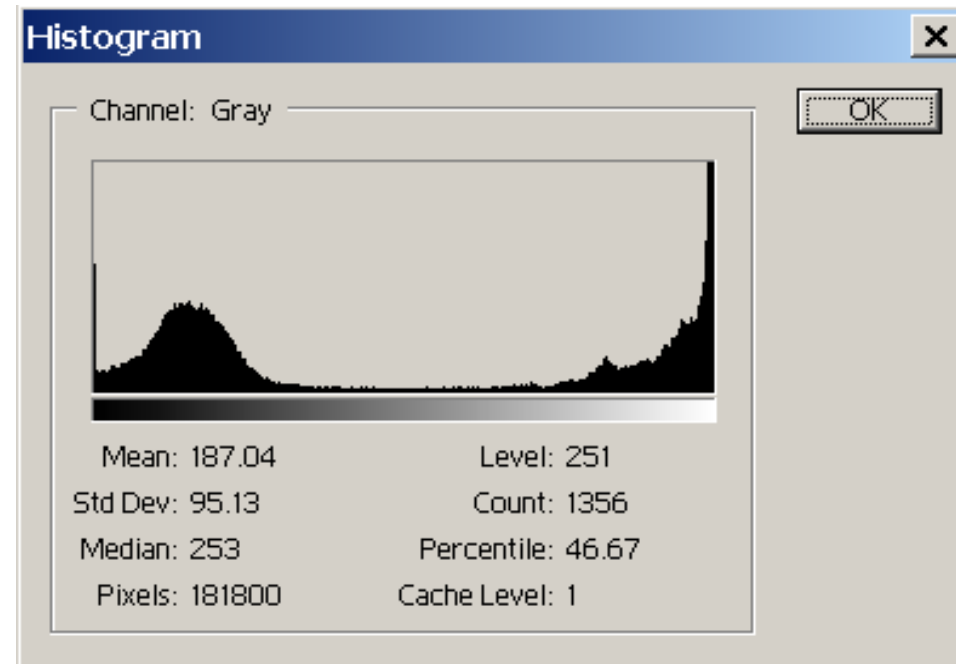 Histogram
Channel: Gray
OK
Mean: 187.04
Level: 251
Std Dev: 95.13
Count: 1356
Median: 253
Percentile: 46.67
Pixels: 181800
Cache Level: 1